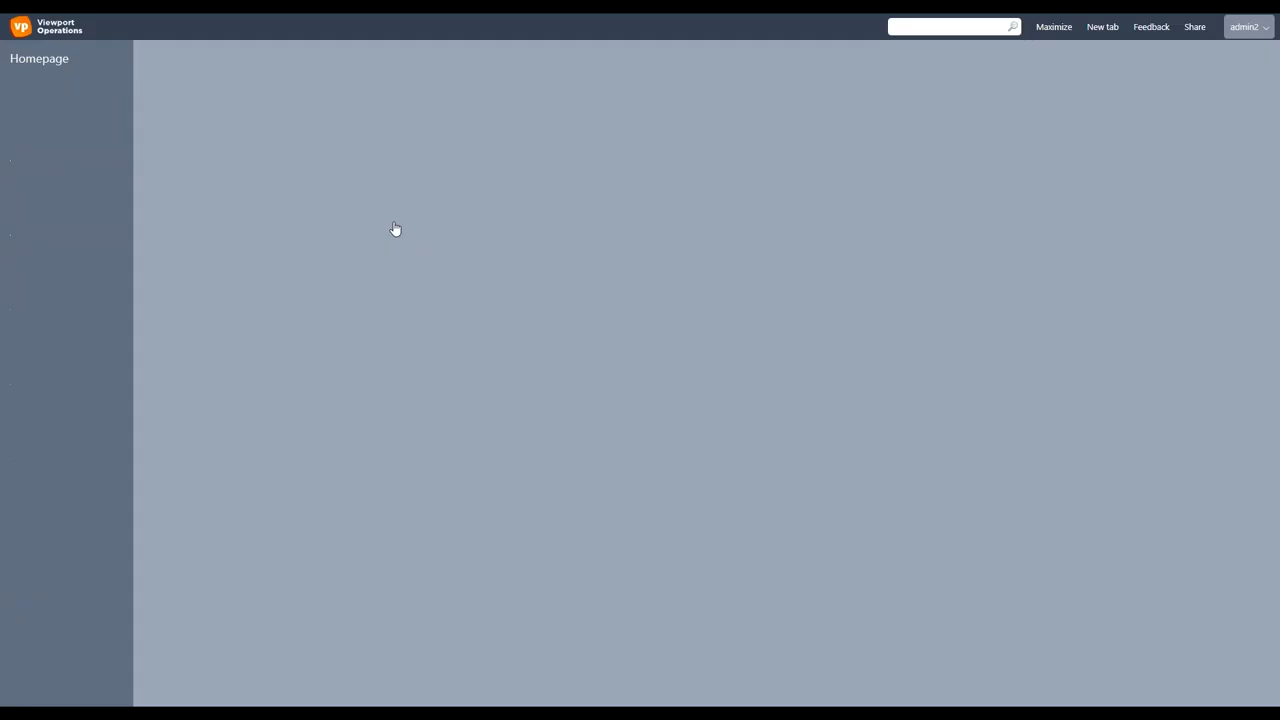 vp Viewport
Operations
Maximize
New tab
Feedback
Share
admin2
Homepage